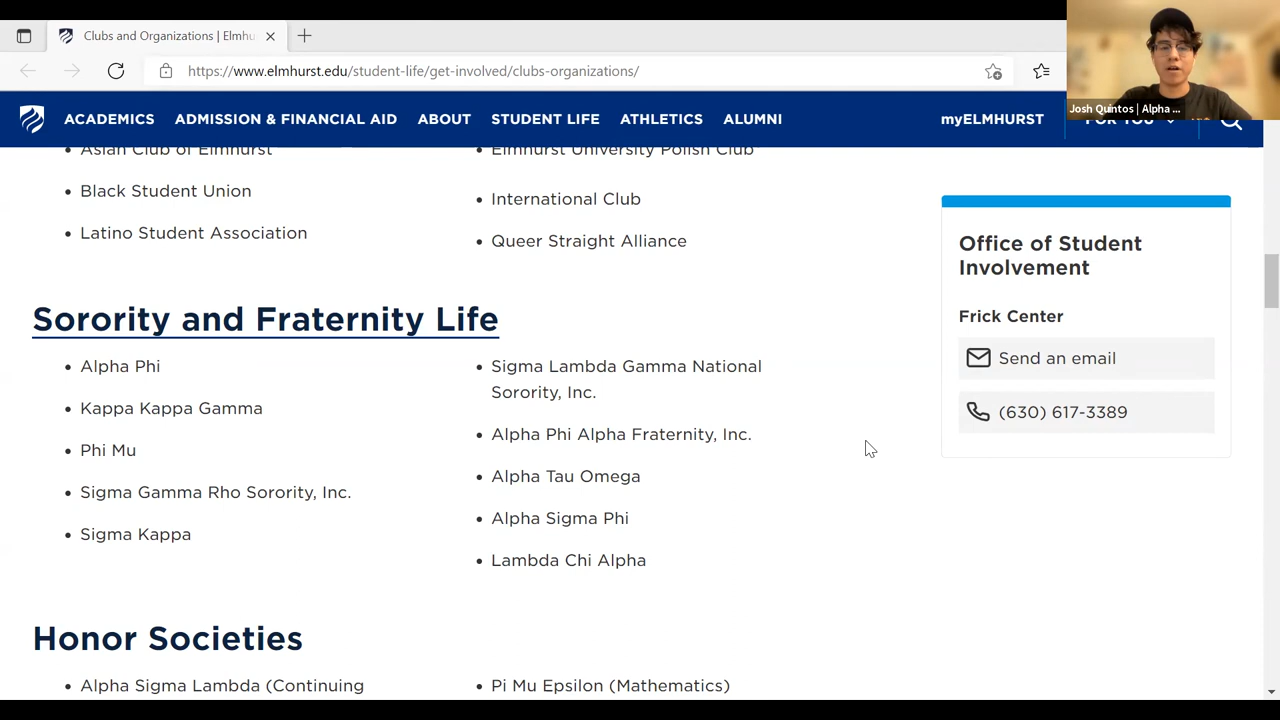 Clubs and Organizations | Elmhu
https://www.elmhurst.edu/student-life/get-involved/clubs-organizations/
Josh Quintos | Alpha ...
ACADEMICS ADMISSION & FINANCIAL AID ABOUT STUDENT LIFE ATHLETICS ALUMNI myELMHURST FOR YOU
Asian Club of Elmhurst
Black Student Union
Latino Student Association
Elmhurst University Polish Club
International Club
Queer Straight Alliance
Sorority and Fraternity Life
Alpha Phi
Kappa Kappa Gamma
Phi Mu
Sigma Gamma Rho Sorority, Inc.
Sigma Kappa
Sigma Lambda Gamma National
Sorority, Inc.
Alpha Phi Alpha Fraternity, Inc.
Alpha Tau Omega
Alpha Sigma Phi
Lambda Chi Alpha
Honor Societies
Alpha Sigma Lambda (Continuing
Pi Mu Epsilon (Mathematics)
Office of Student
Involvement
Frick Center
Send an email
(630) 617-3389